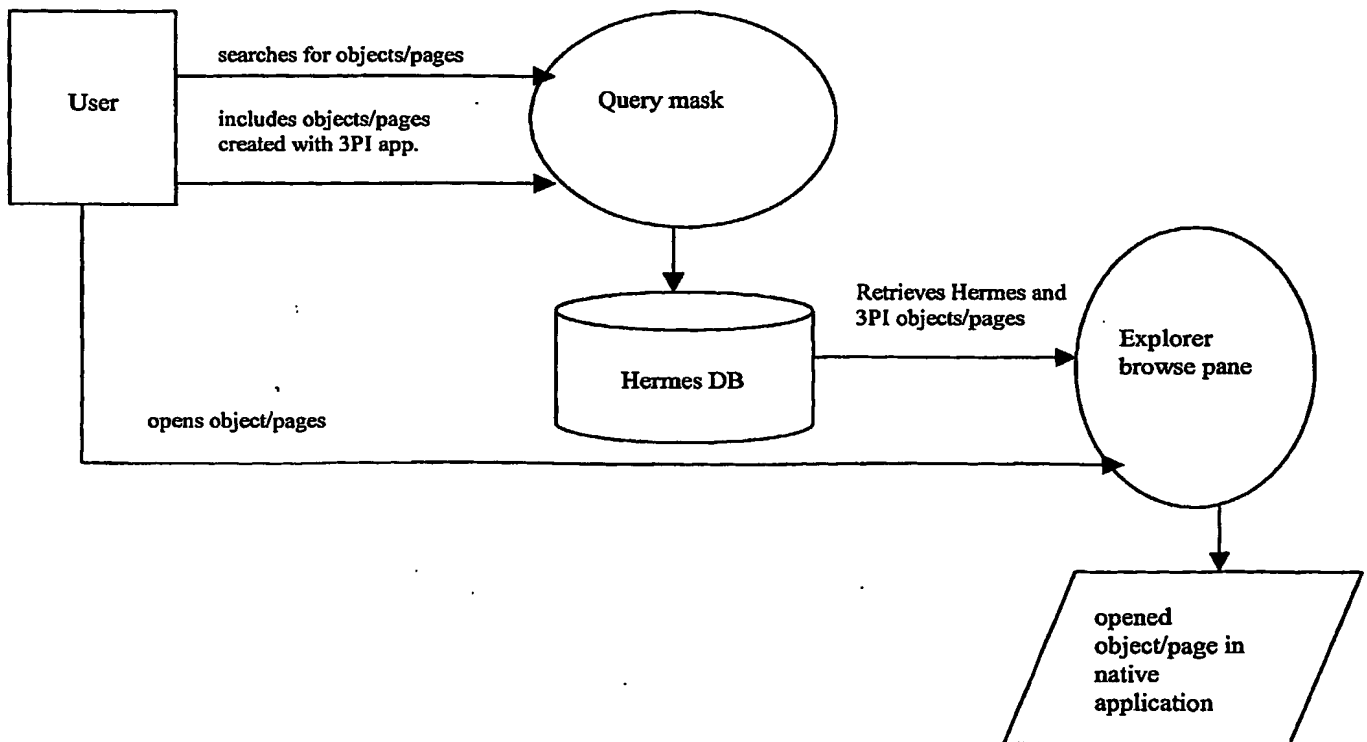 searches for objects/pages
User
Query mask
includes objects/pages
created with 3PI app.
Retrieves Hermes and
3PI objects/pages
Explorer
browse pane
Hermes DB
opens object/pages
opened
object/page in
native
application